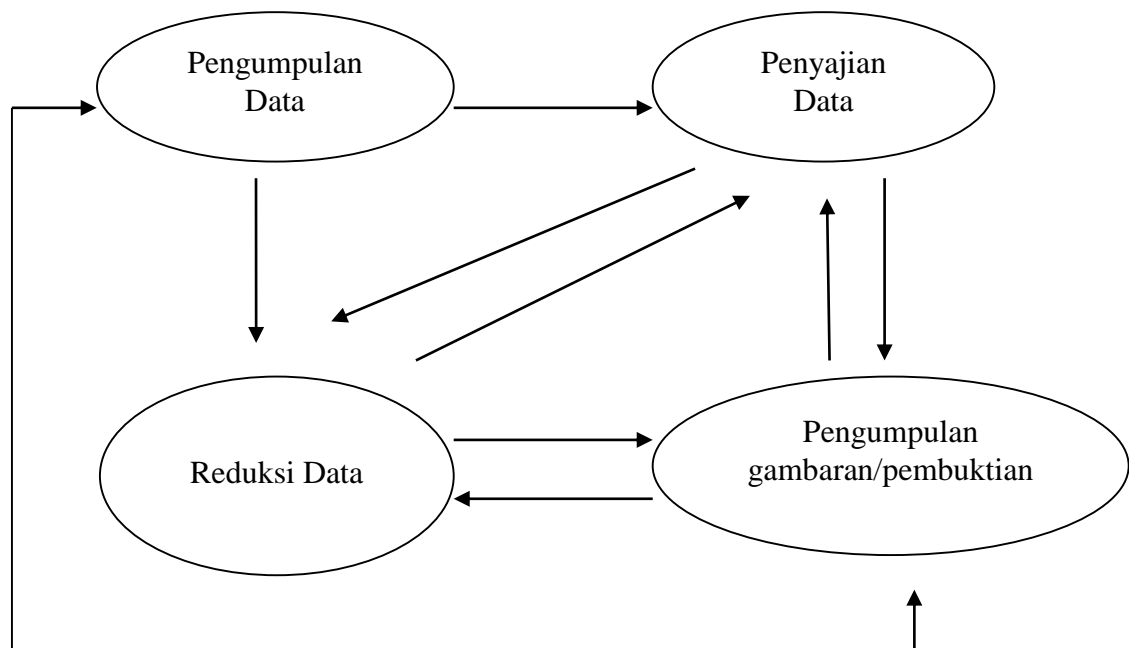 Pengumpulan
Data
Penyajian
Data
Reduksi Data
Pengumpulan
gambaran/pembuktian